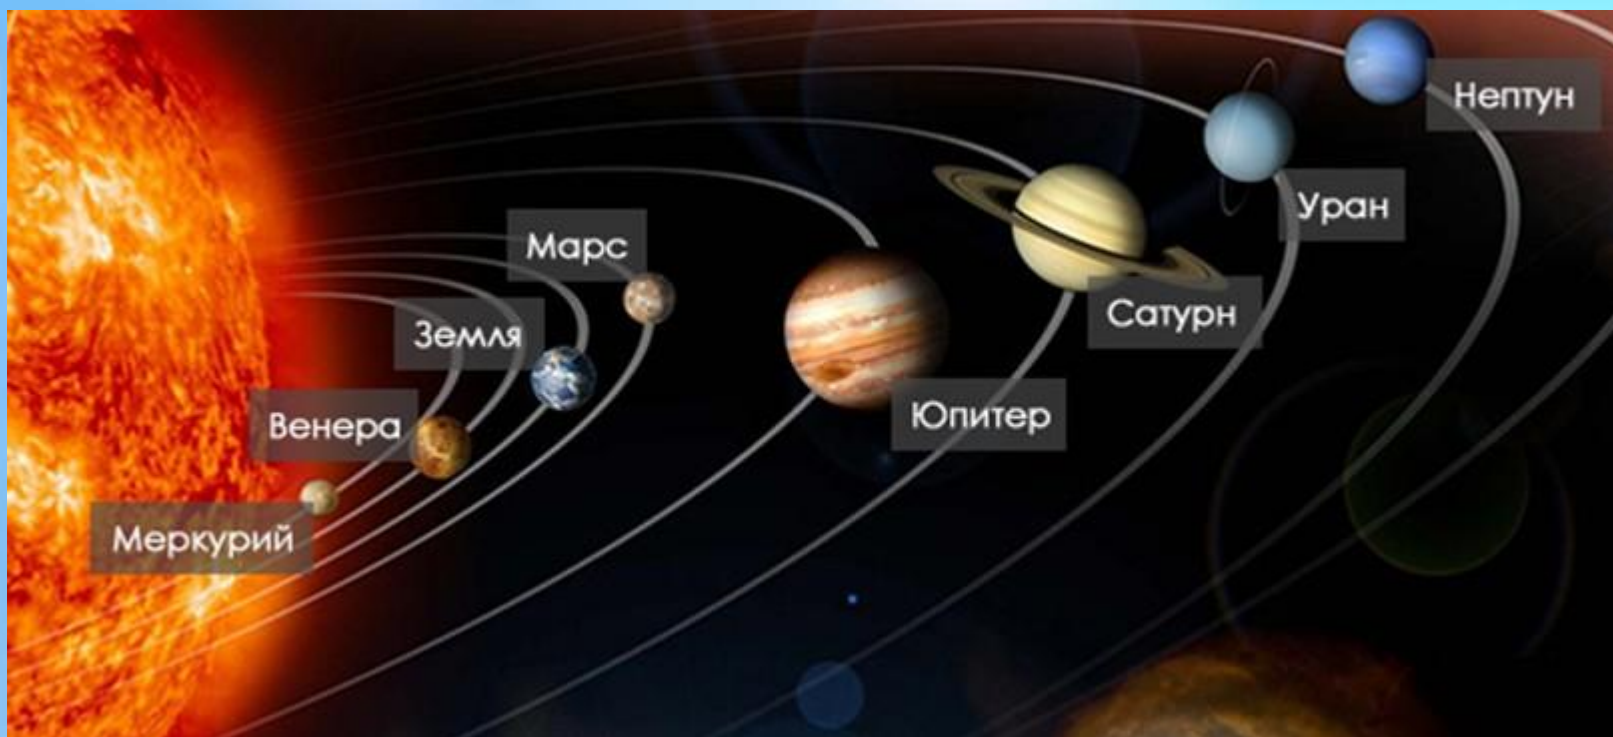 Нептун
Уран
Марс
Сатурн
Земля
Юпитер
Венера
Меркурий